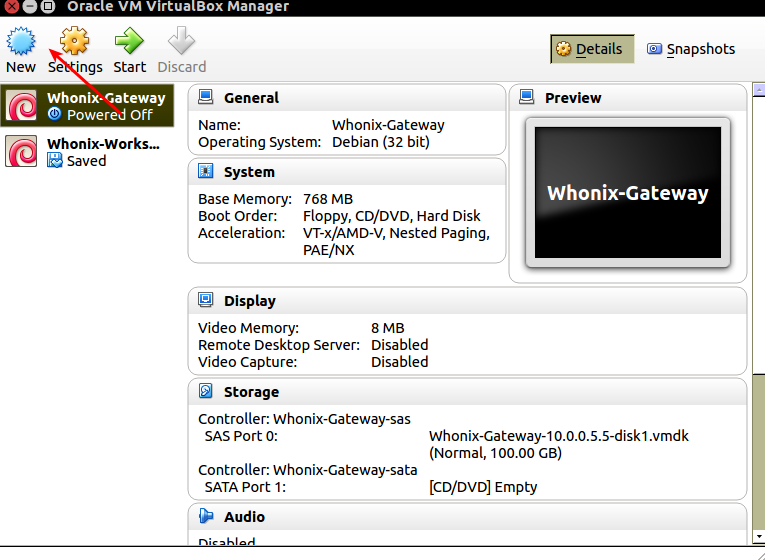 Oracle VM VirtualBox Manager
New Settings Start Discard
Details Snapshots
Whonix-Gateway
Powered Off
Whonix-Works...
Saved
General
Name: Whonix-Gateway
Operating System: Debian (32 bit)
System
Base Memory: 768 MB
Boot Order: Floppy, CD/DVD, Hard Disk
Acceleration: VT-x/AMD-V, Nested Paging,
PAE/NX
Preview
Whonix-Gateway
Display
Video Memory: 8 MB
Remote Desktop Server: Disabled
Video Capture: Disabled
Storage
Controller: Whonix-Gateway-sas
SAS Port 0: Whonix-Gateway-10.0.0.5.5-disk1.vmdk
(Normal, 100.00 GB)
Controller: Whonix-Gateway-sata
SATA Port 1: [CD/DVD] Empty
Audio
Disabled